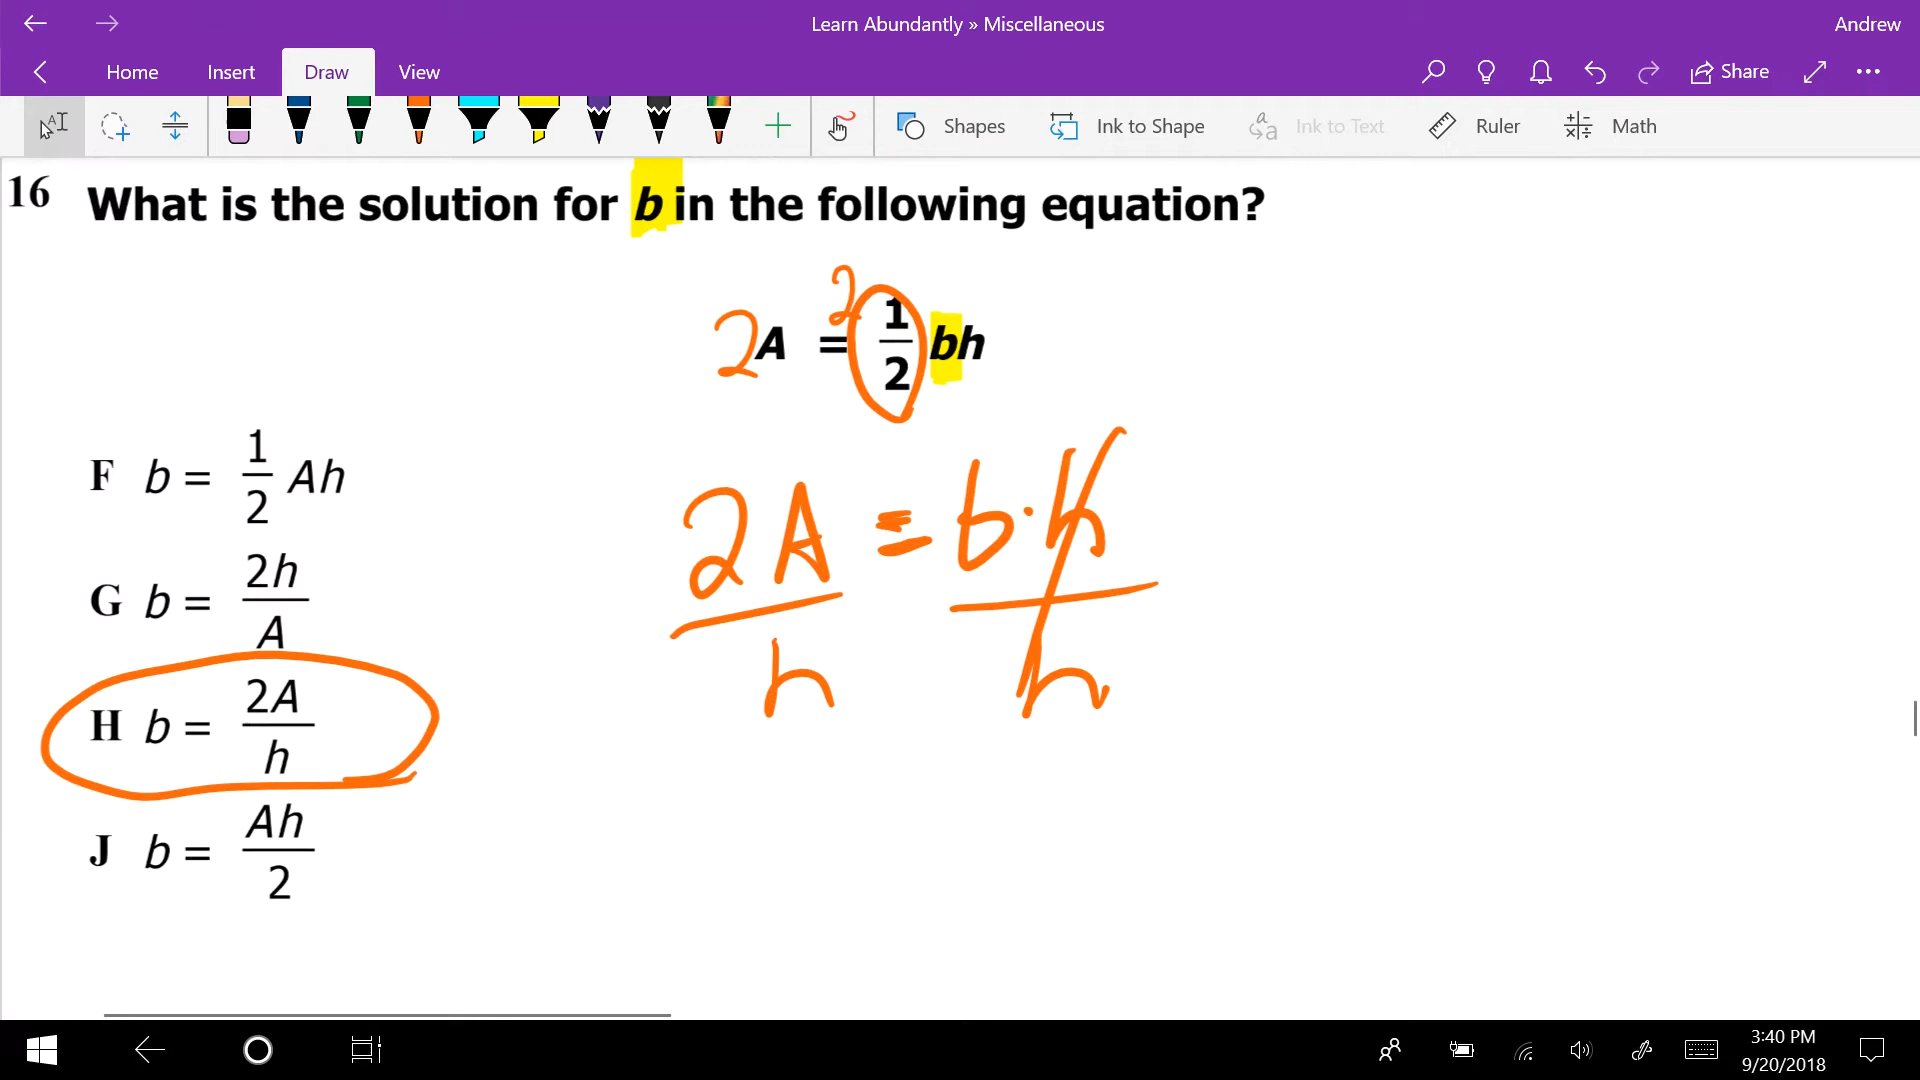 Learn Abundantly » Miscellaneous
Andrew
Home Insert Draw View
Share
Shapes Ink to Shape Ink to Text Ruler Math
16 What is the solution for b in the following equation?
2A = 2 1/2 bh
F b = 1/2 Ah
G b = 2h/A
H b = 2A/h
J b = Ah/2
2A = b·h
h h
3:40 PM
9/20/2018